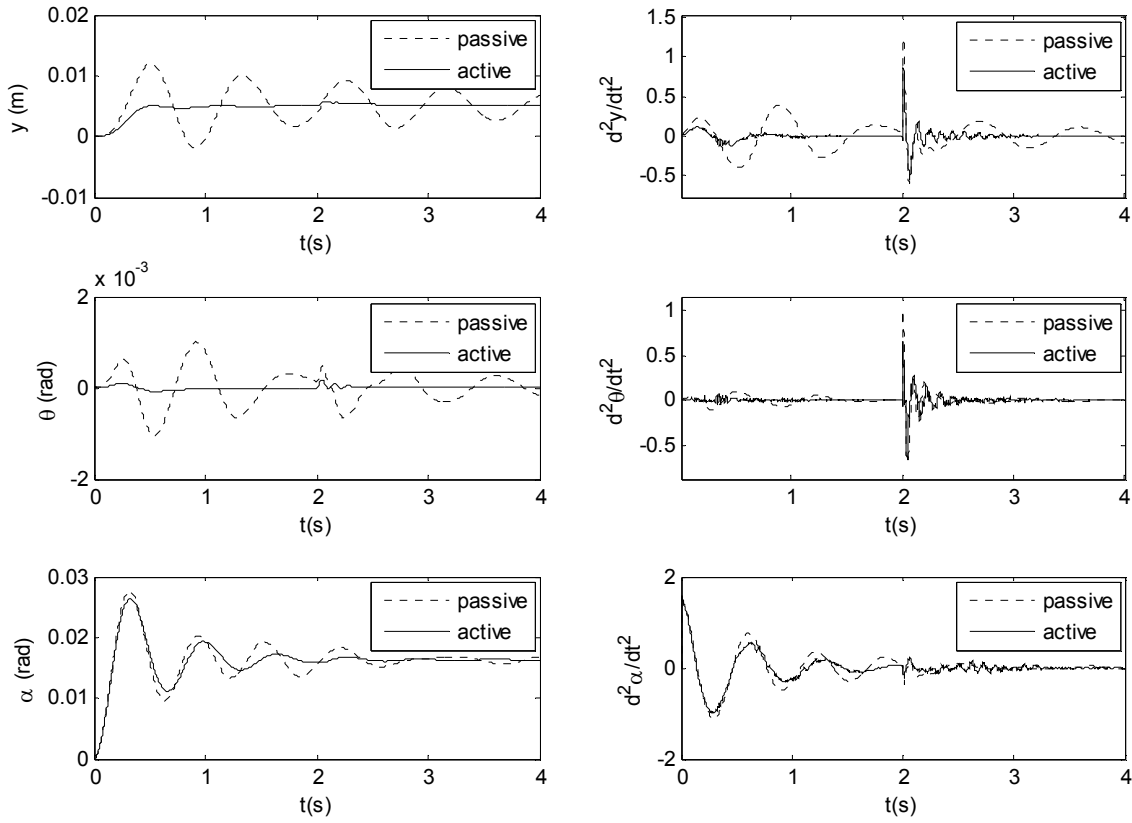 0.02
0.01
0
-0.01
y (m)
0 1 2 3 4
t(s)
passive
active
1.5
1
0.5
0
-0.5
d²y/dt²
0 1 2 3 4
t(s)
passive
active
x 10⁻³
2
0
-2
θ (rad)
0 1 2 3 4
t(s)
passive
active
1
0.5
0
-0.5
d²θ/dt²
0 1 2 3 4
t(s)
passive
active
0.03
0.02
0.01
0
α (rad)
0 1 2 3 4
t(s)
passive
active
2
0
-2
d²α/dt²
0 1 2 3 4
t(s)
passive
active